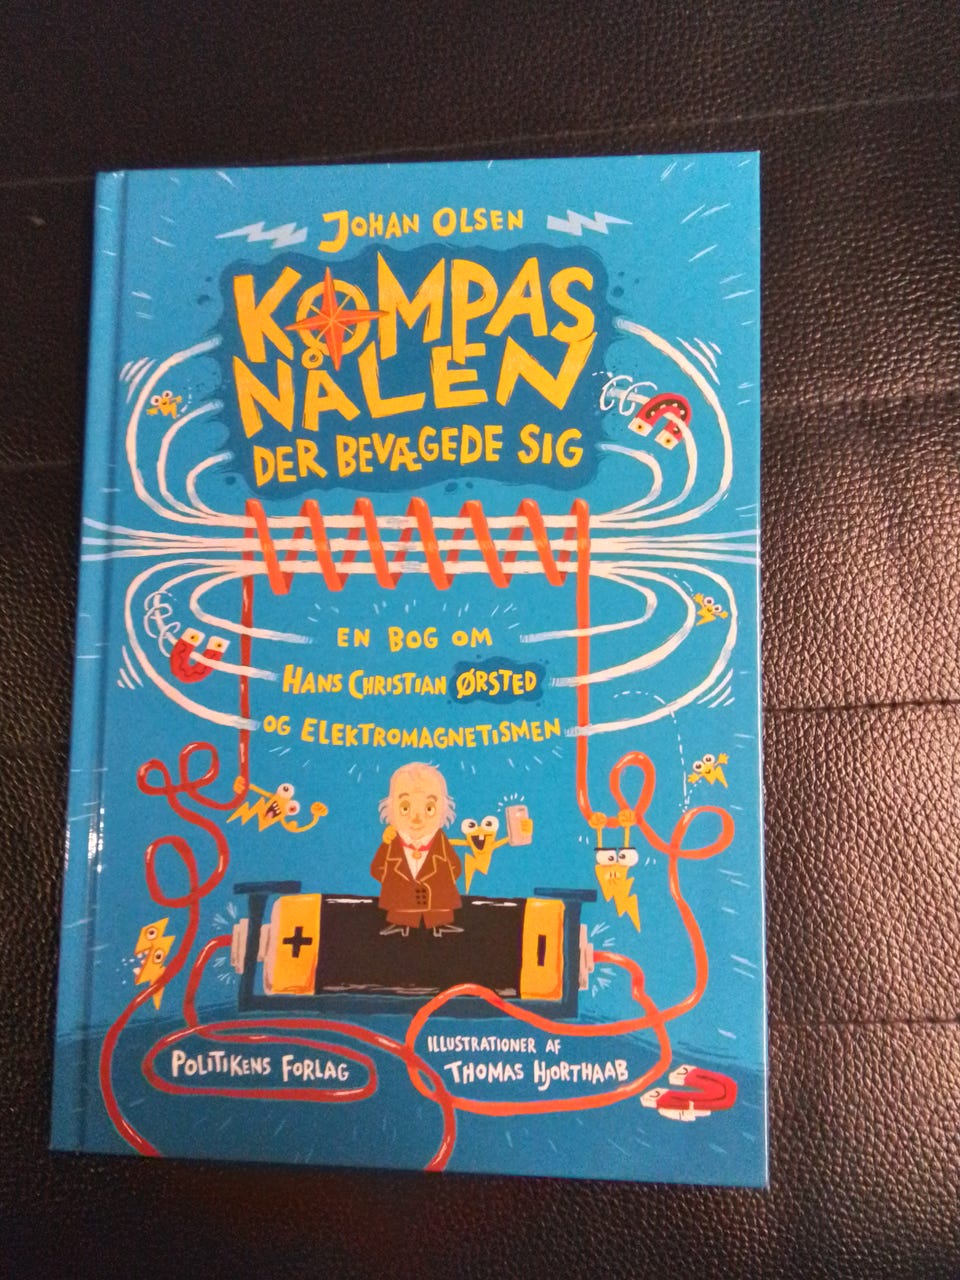 JOHAN OLSEN
KOMPAS
NÅLEN
DER BEVÆGEDE SIG
EN BOG OM
HANS CHRISTIAN ØRSTED
OG ELEKTROMAGNETISMEN
+ -
ILLUSTRATIONER AF
POLITIKENS FORLAG
THOMAS HJORTHAAB